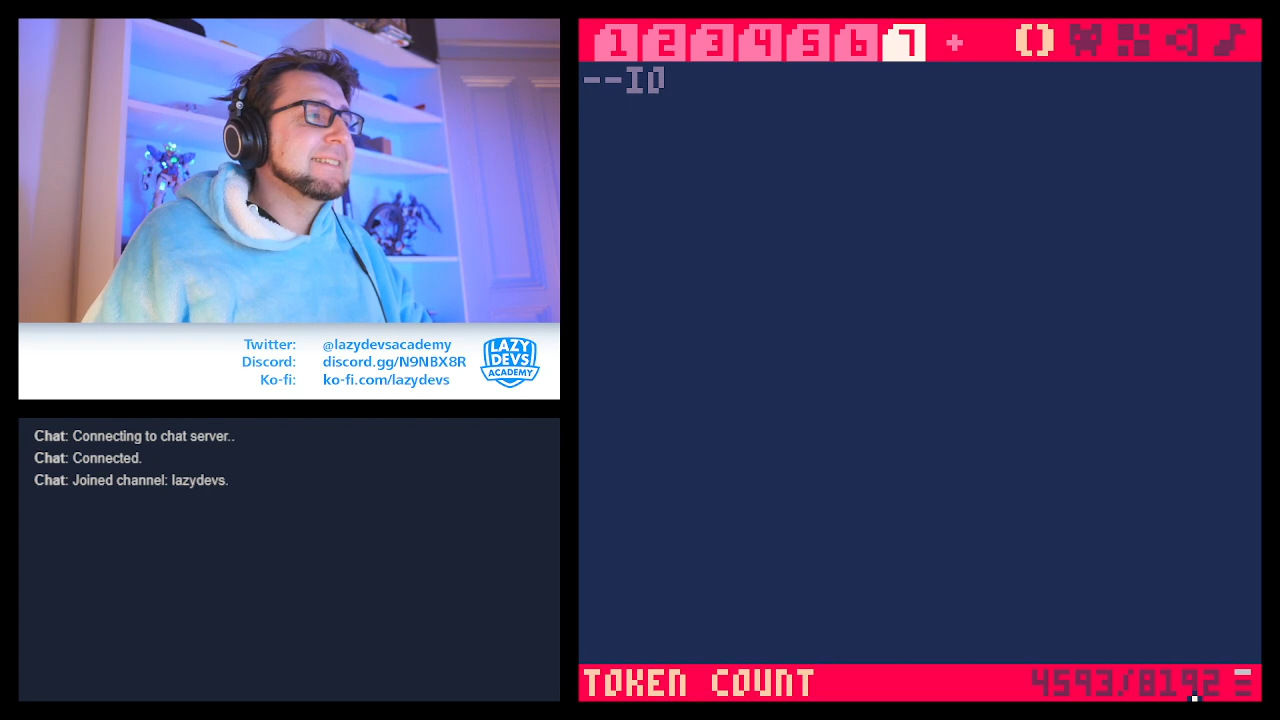 Twitter: @lazydevsacademy
Discord: discord.gg/N9NBX8R
Ko-fi: ko-fi.com/lazydevs
LAZY
DEVS
ACADEMY
Chat: Connecting to chat server..
Chat: Connected.
Chat: Joined channel: lazydevs.
1 2 3 4 5 6 7 + ()
--IO
TOKEN COUNT 4593/8192